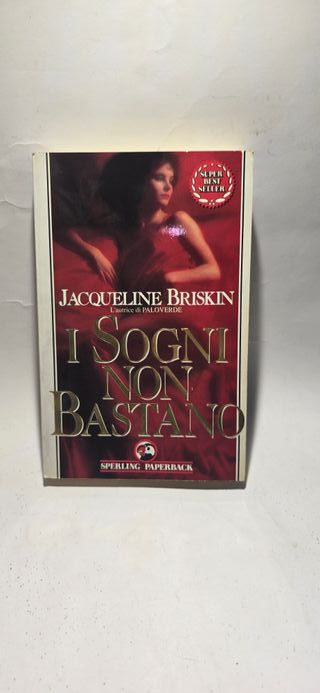 SUPER
BEST
SELLER
JACQUELINE BRISKIN
L'autrice di PALOVERDE
I SOGNI
NON
BASTANO
SPERLING PAPERBACK